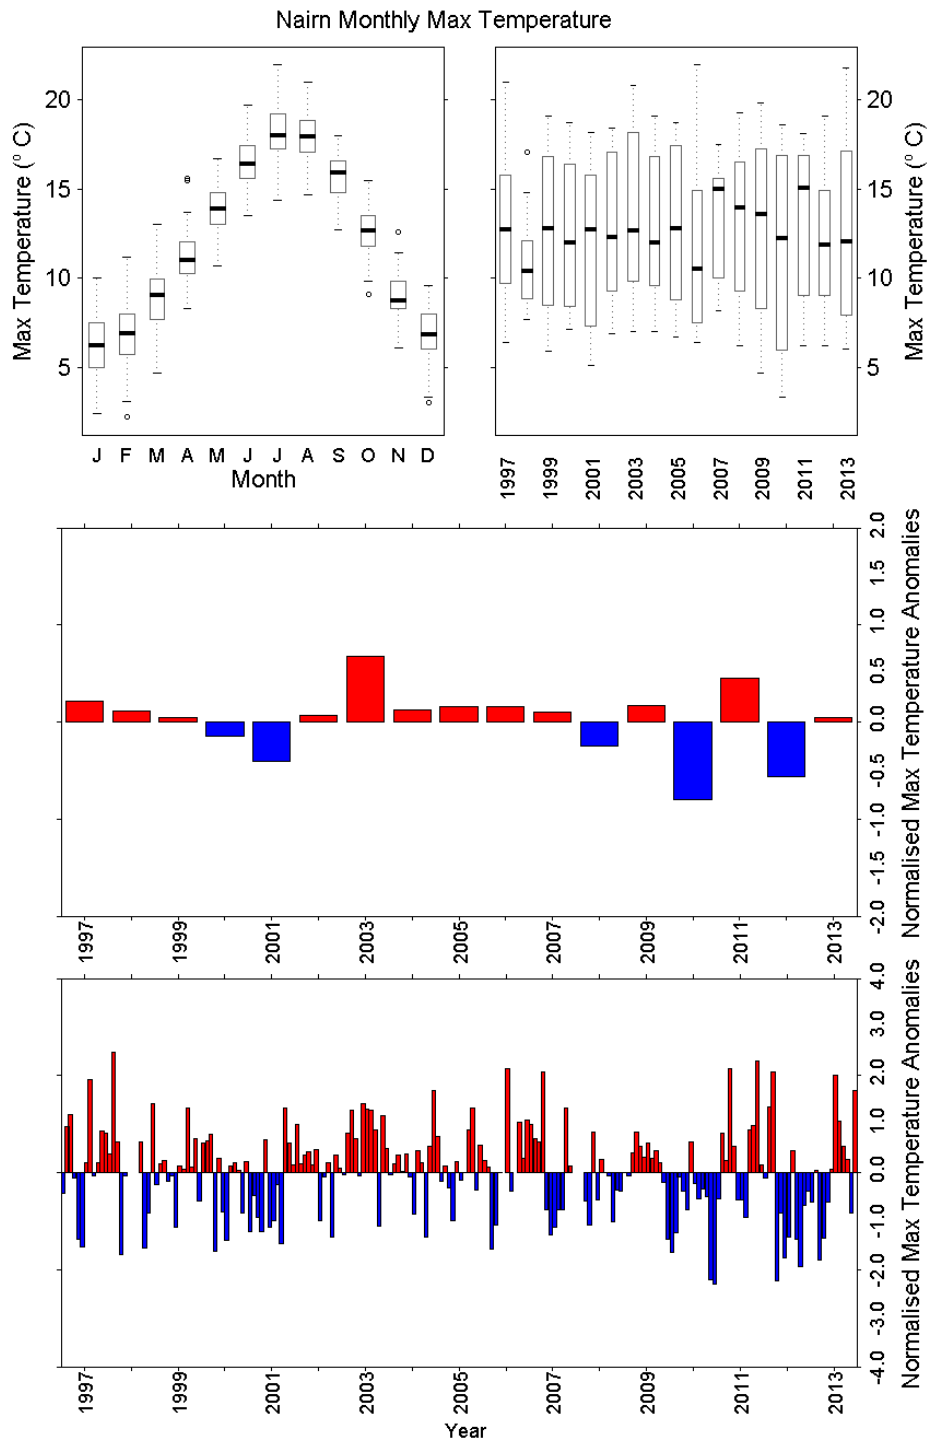 Nairn Monthly Max Temperature
Max Temperature (° C)
20
15
10
5
J F M A M J J A S O N D
Month
20
15
10
5
Max Temperature (° C)
1997 1999 2001 2003 2005 2007 2009 2011 2013
2.0
1.5
1.0
0.5
0.0
-0.5
-1.0
-1.5
-2.0
Normalised Max Temperature Anomalies
1997 1999 2001 2003 2005 2007 2009 2011 2013
4.0
3.0
2.0
1.0
0.0
-1.0
-2.0
-3.0
-4.0
Normalised Max Temperature Anomalies
1997 1999 2001 2003 2005 2007 2009 2011 2013
Year